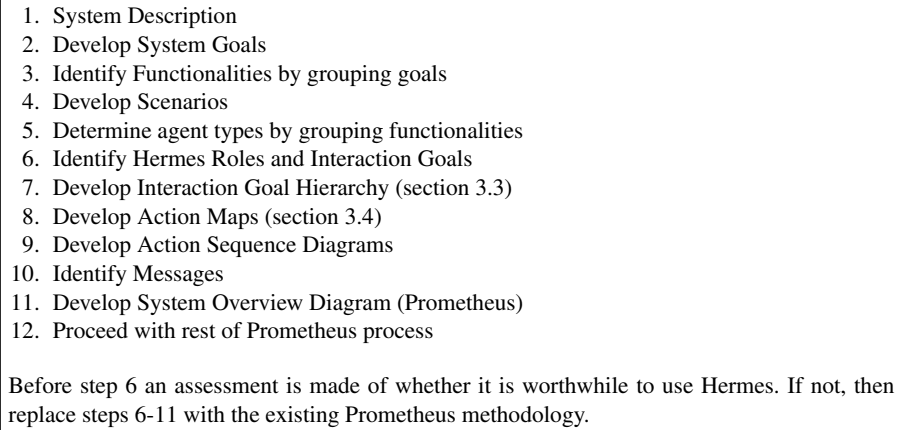 1. System Description
2. Develop System Goals
3. Identify Functionalities by grouping goals
4. Develop Scenarios
5. Determine agent types by grouping functionalities
6. Identify Hermes Roles and Interaction Goals
7. Develop Interaction Goal Hierarchy (section 3.3)
8. Develop Action Maps (section 3.4)
9. Develop Action Sequence Diagrams
10. Identify Messages
11. Develop System Overview Diagram (Prometheus)
12. Proceed with rest of Prometheus process
Before step 6 an assessment is made of whether it is worthwhile to use Hermes. If not, then
replace steps 6-11 with the existing Prometheus methodology.